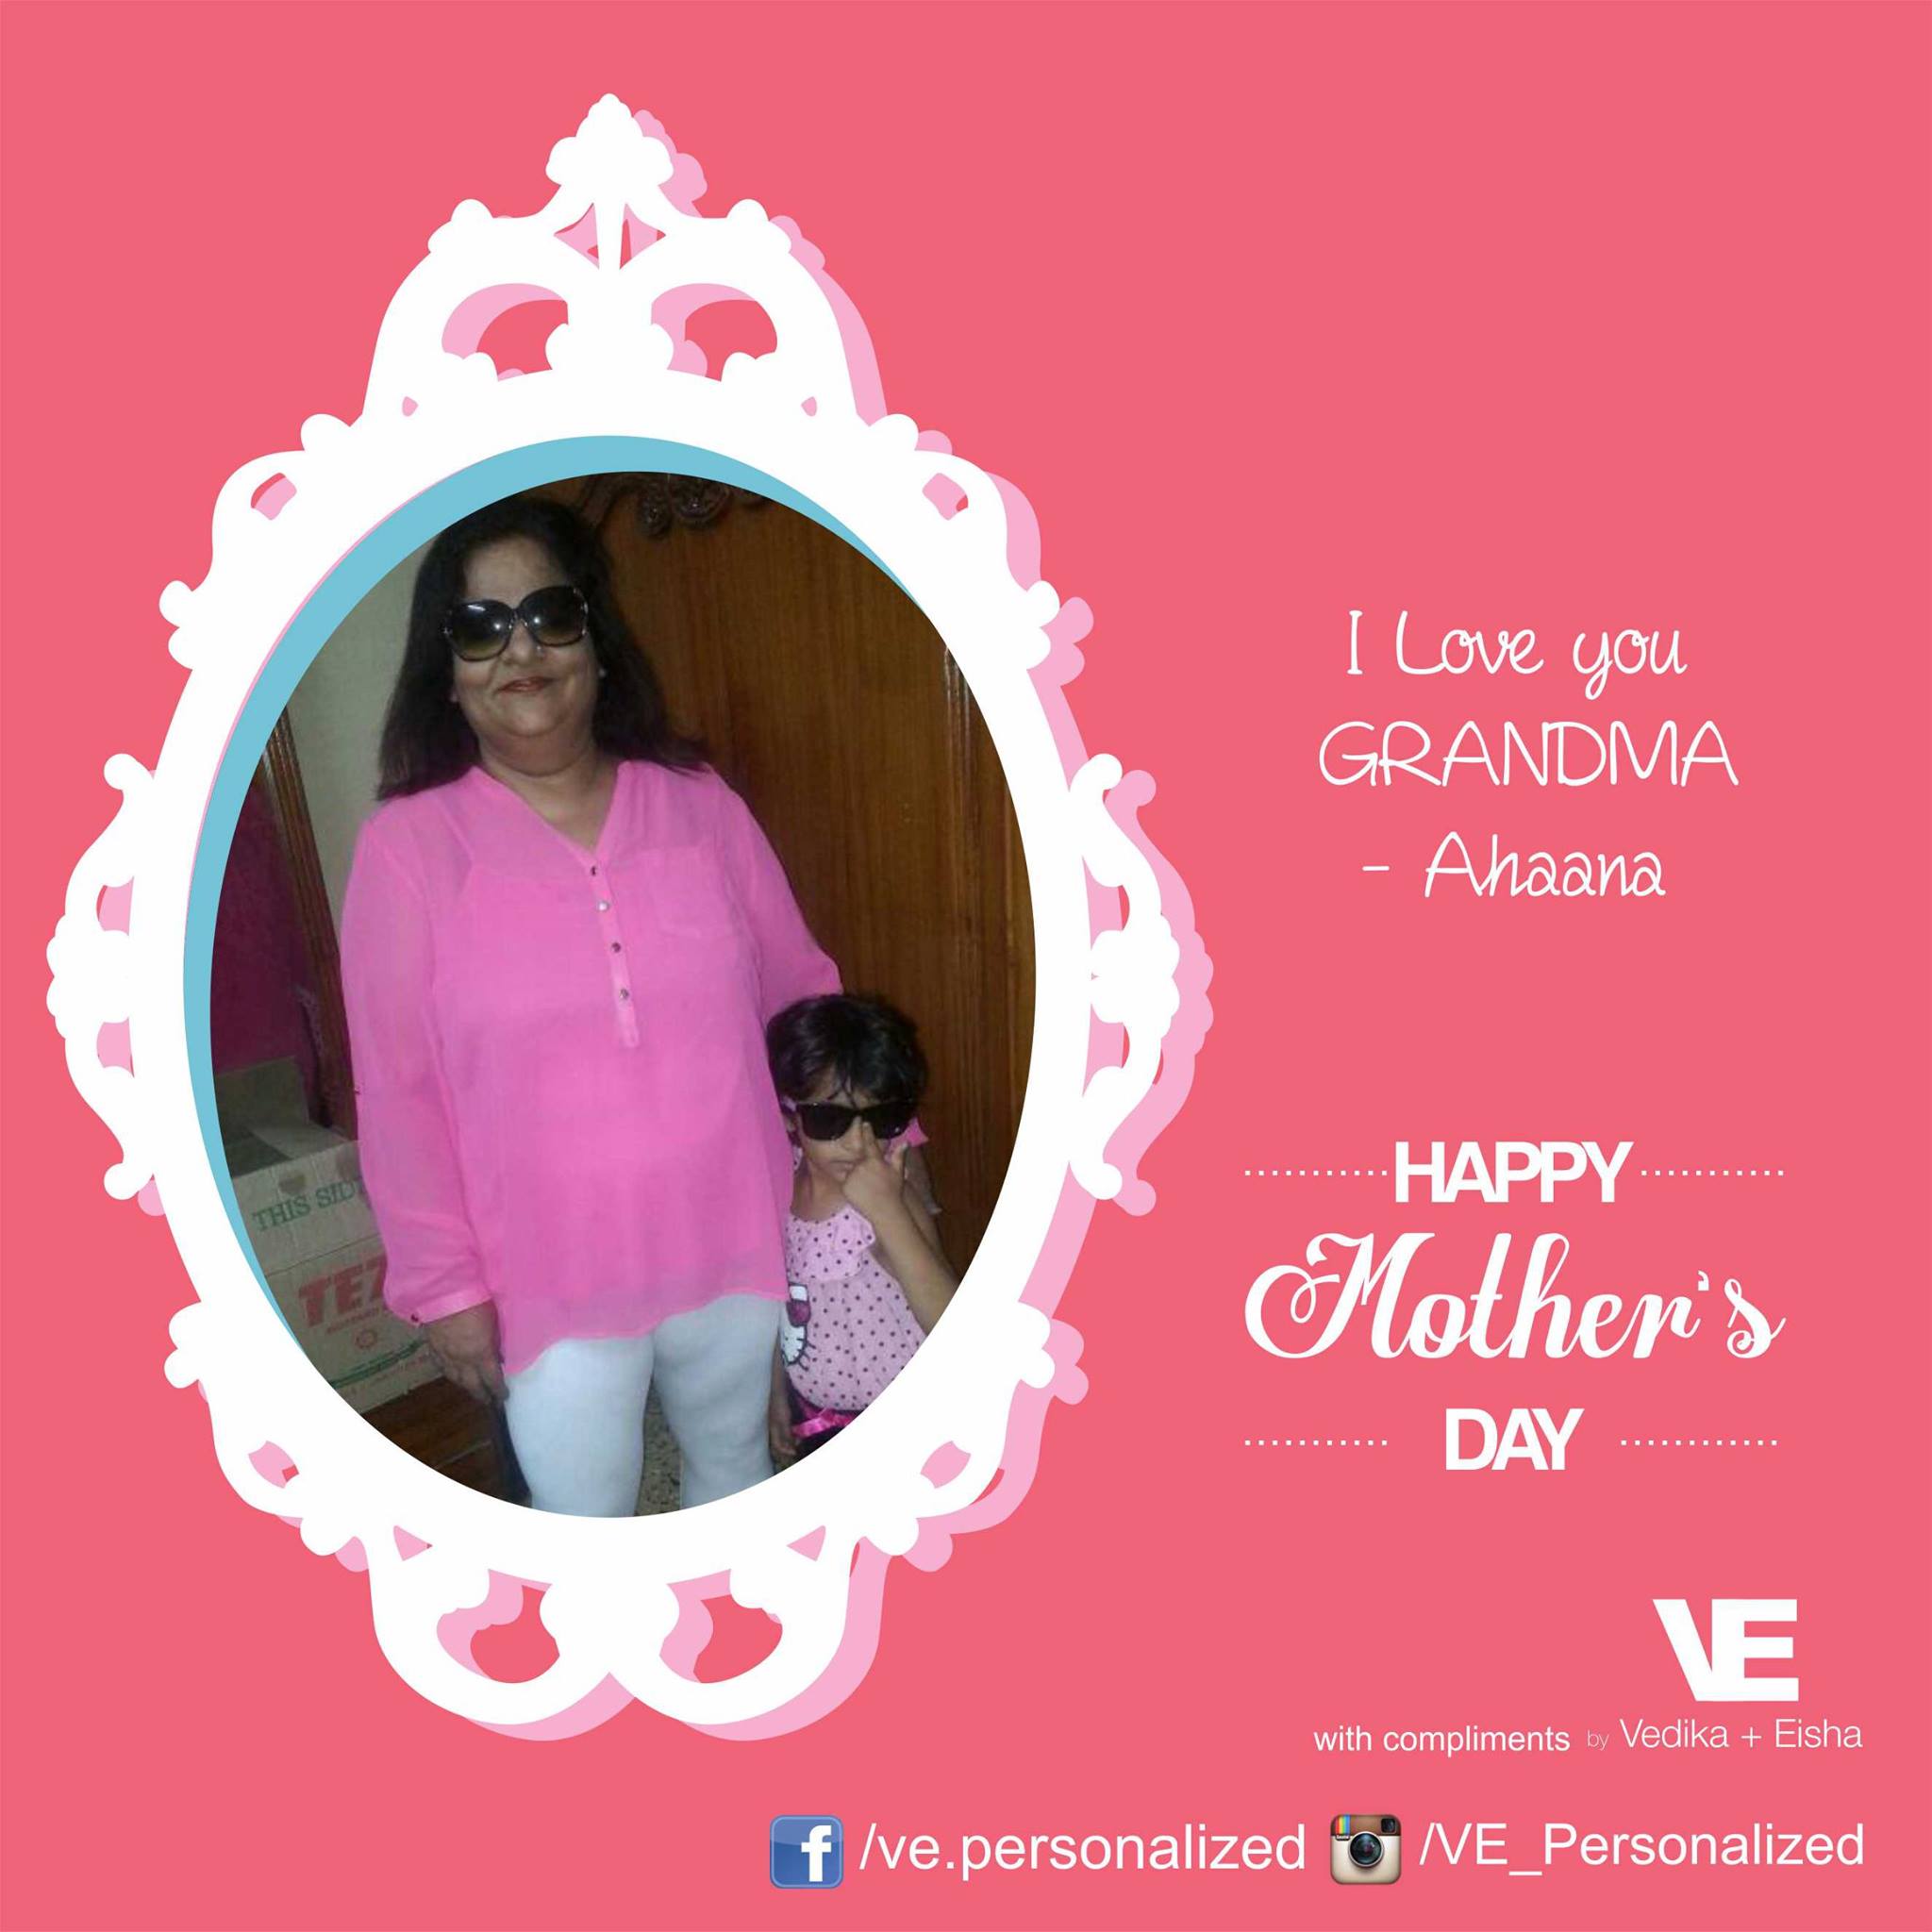 I Love you
GRANDMA
- Ahaana
HAPPY
Mother's
DAY
VE
with compliments by Vedika + Eisha
f /ve.personalized /VE_Personalized
THIS SID
TEZ